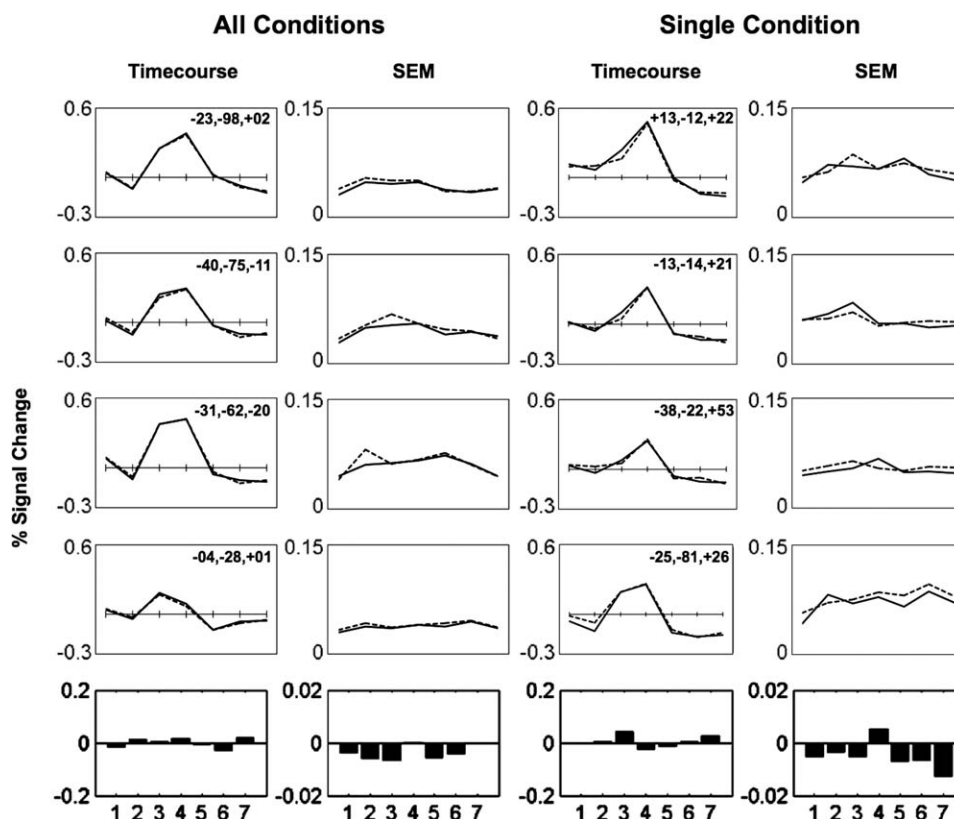 All Conditions Single Condition
Timecourse SEM Timecourse SEM
% Signal Change
0.6 -23,-98,+02 0.15 0.6 +13,-12,+22 0.15
-0.3 0 -0.3 0
0.6 -40,-75,-11 0.15 0.6 -13,-14,+21 0.15
-0.3 0 -0.3 0
0.6 -31,-62,-20 0.15 0.6 -38,-22,+53 0.15
-0.3 0 -0.3 0
0.6 -04,-28,+01 0.15 0.6 -25,-81,+26 0.15
-0.3 0 -0.3 0
0.2 0.02 0.2 0.02
0 0 0 0
-0.2 -0.02 -0.2 -0.02
1 2 3 4 5 6 7 1 2 3 4 5 6 7 1 2 3 4 5 6 7 1 2 3 4 5 6 7